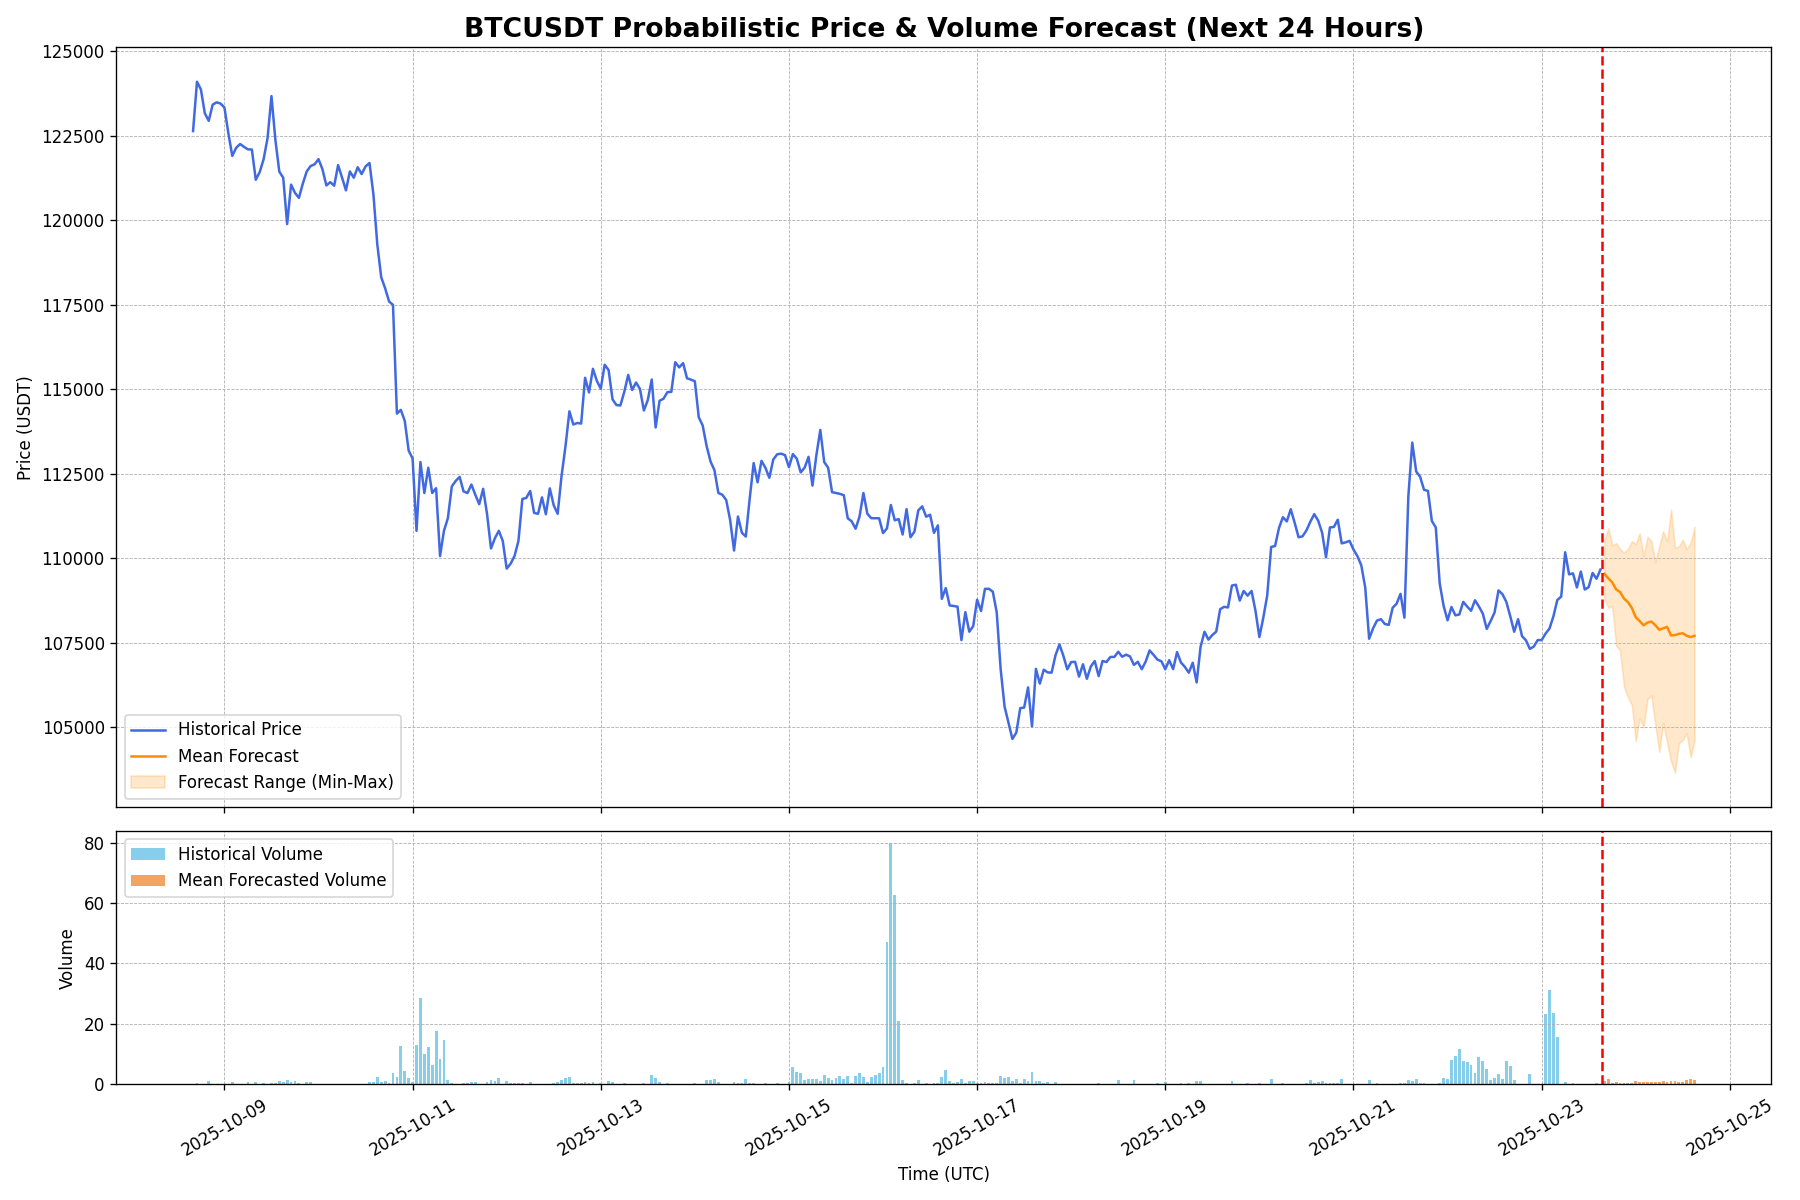 BTCUSDT Probabilistic Price & Volume Forecast (Next 24 Hours)
125000
122500
120000
117500
115000
112500
110000
107500
105000
Price (USDT)
Historical Price
Mean Forecast
Forecast Range (Min-Max)
80
60
40
20
0
Volume
Historical Volume
Mean Forecasted Volume
2025-10-09
2025-10-11
2025-10-13
2025-10-15
2025-10-17
2025-10-19
2025-10-21
2025-10-23
2025-10-25
Time (UTC)